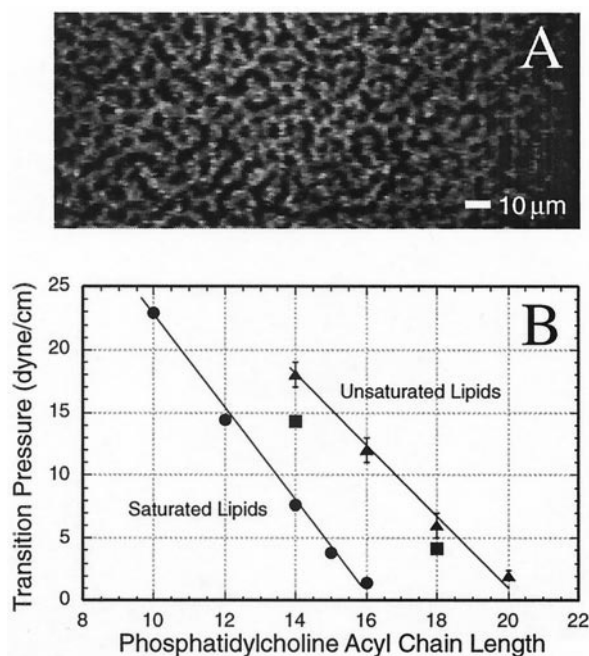 A
10 μm
B
25
20
15
10
5
0
Transition Pressure (dyne/cm)
Unsaturated Lipids
Saturated Lipids
8 10 12 14 16 18 20 22
Phosphatidylcholine Acyl Chain Length